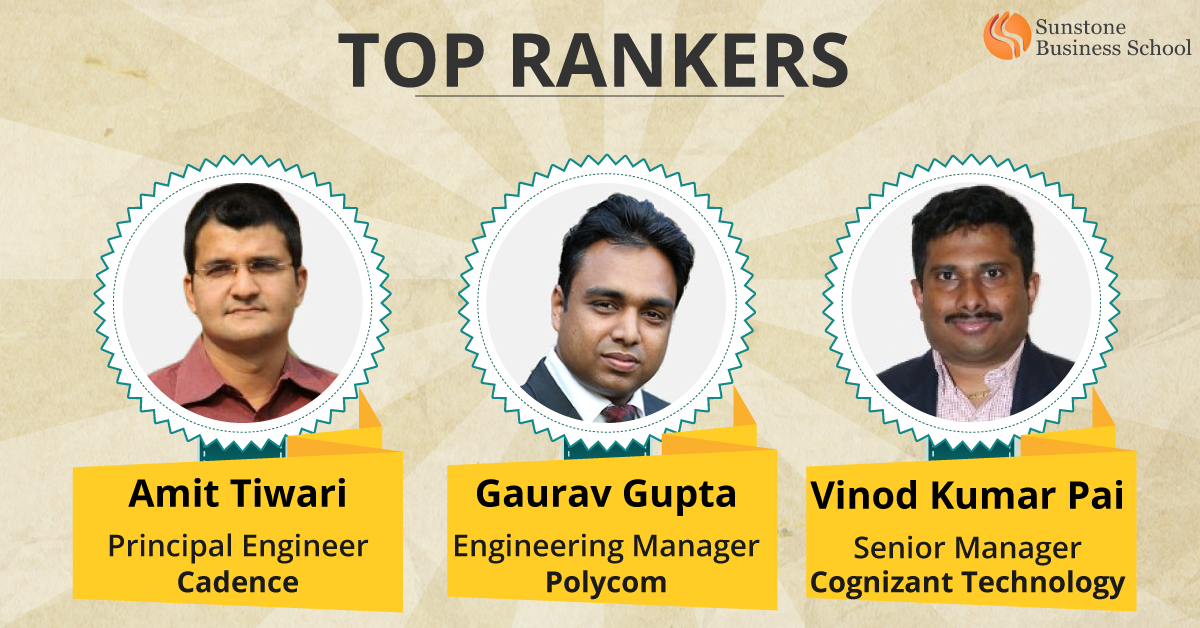 TOP RANKERS
Sunstone
Business School
Amit Tiwari
Principal Engineer
Cadence
Gaurav Gupta
Engineering Manager
Polycom
Vinod Kumar Pai
Senior Manager
Cognizant Technology